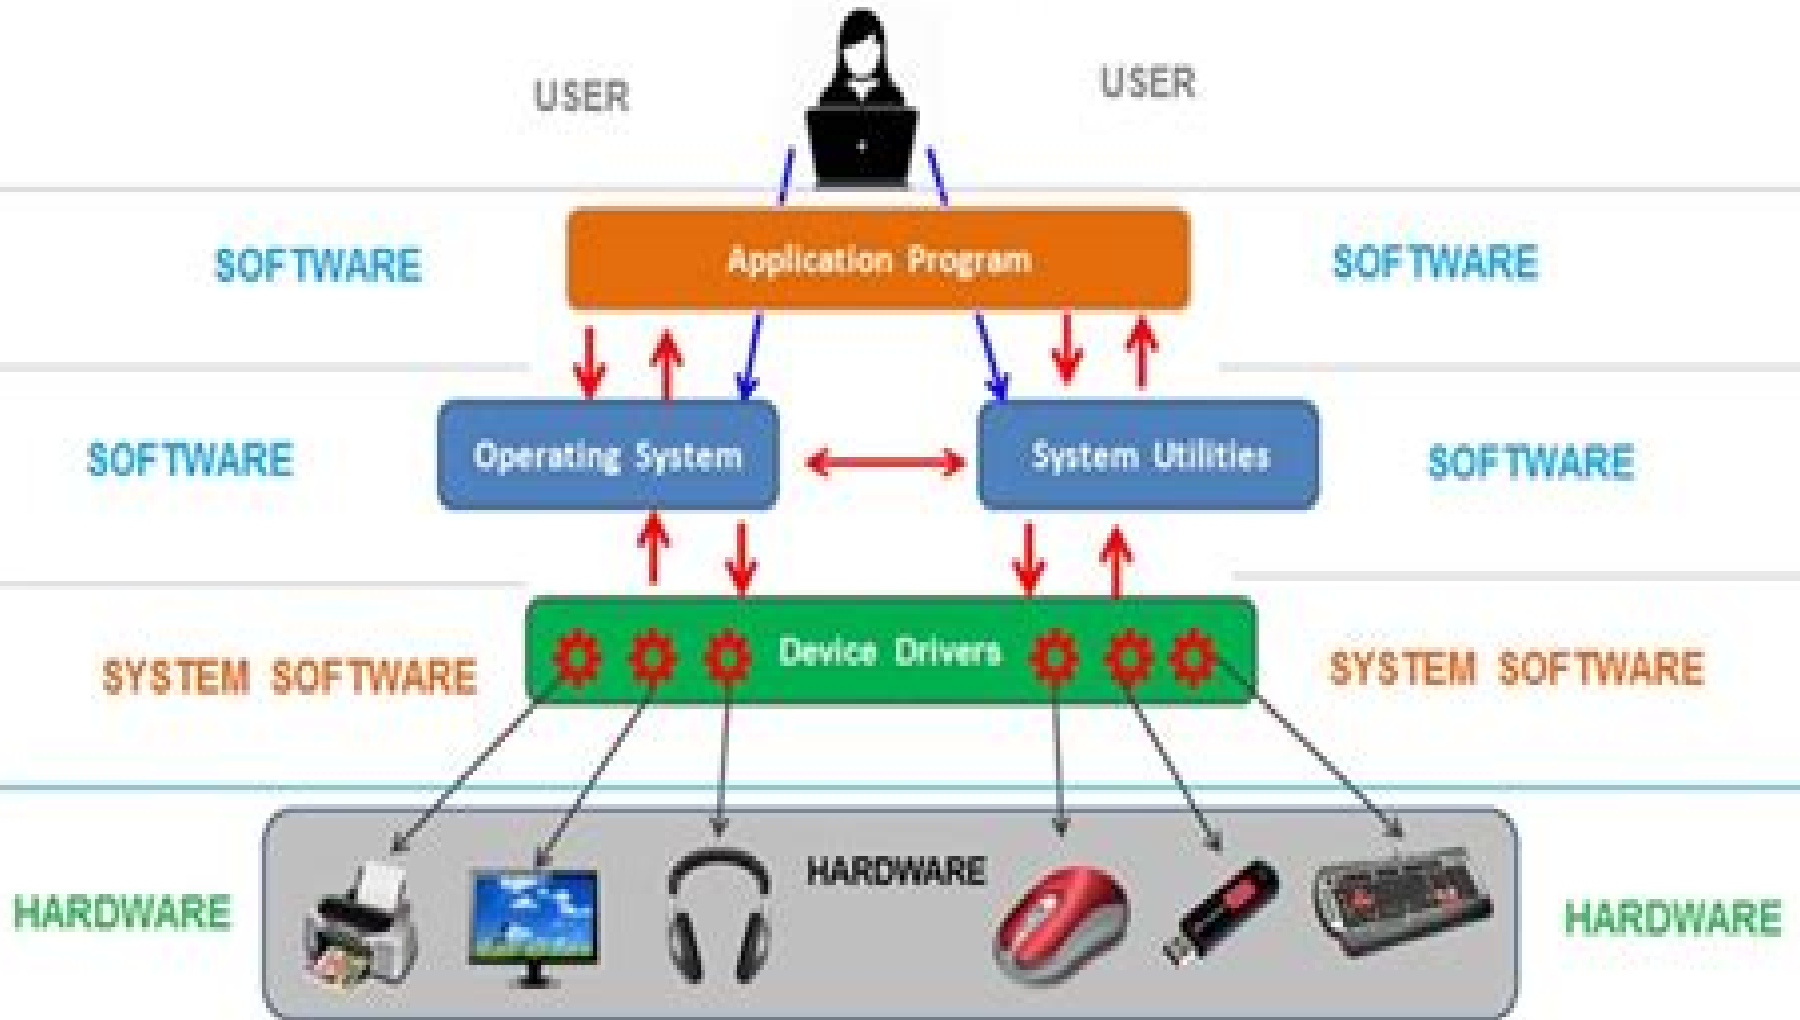 USER
USER
SOFTWARE
Application Program
SOFTWARE
SOFTWARE
Operating System
System Utilities
SOFTWARE
SYSTEM SOFTWARE
Device Drivers
SYSTEM SOFTWARE
HARDWARE
HARDWARE
HARDWARE